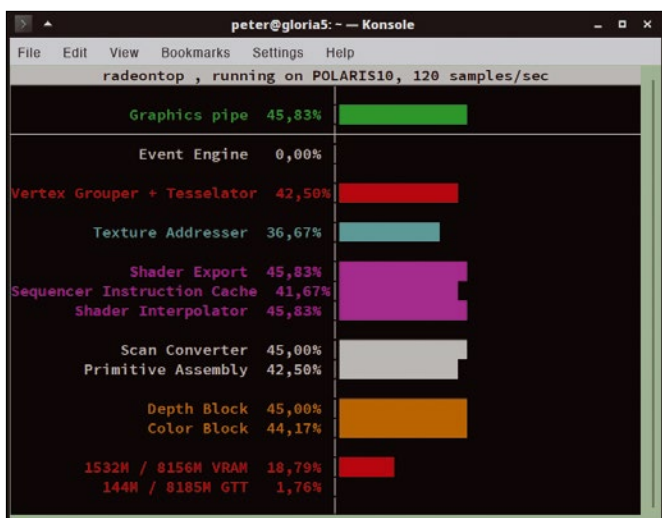 peter@gloria5: ~ — Konsole
File Edit View Bookmarks Settings Help
radeontop , running on POLARIS10, 120 samples/sec
Graphics pipe 45,83%
Event Engine 0,00%
Vertex Grouper + Tesselator 42,50%
Texture Addresser 36,67%
Shader Export 45,83%
Sequencer Instruction Cache 41,67%
Shader Interpolator 45,83%
Scan Converter 45,00%
Primitive Assembly 42,50%
Depth Block 45,00%
Color Block 44,17%
1532M / 8156M VRAM 18,79%
144M / 8185M GTT 1,76%